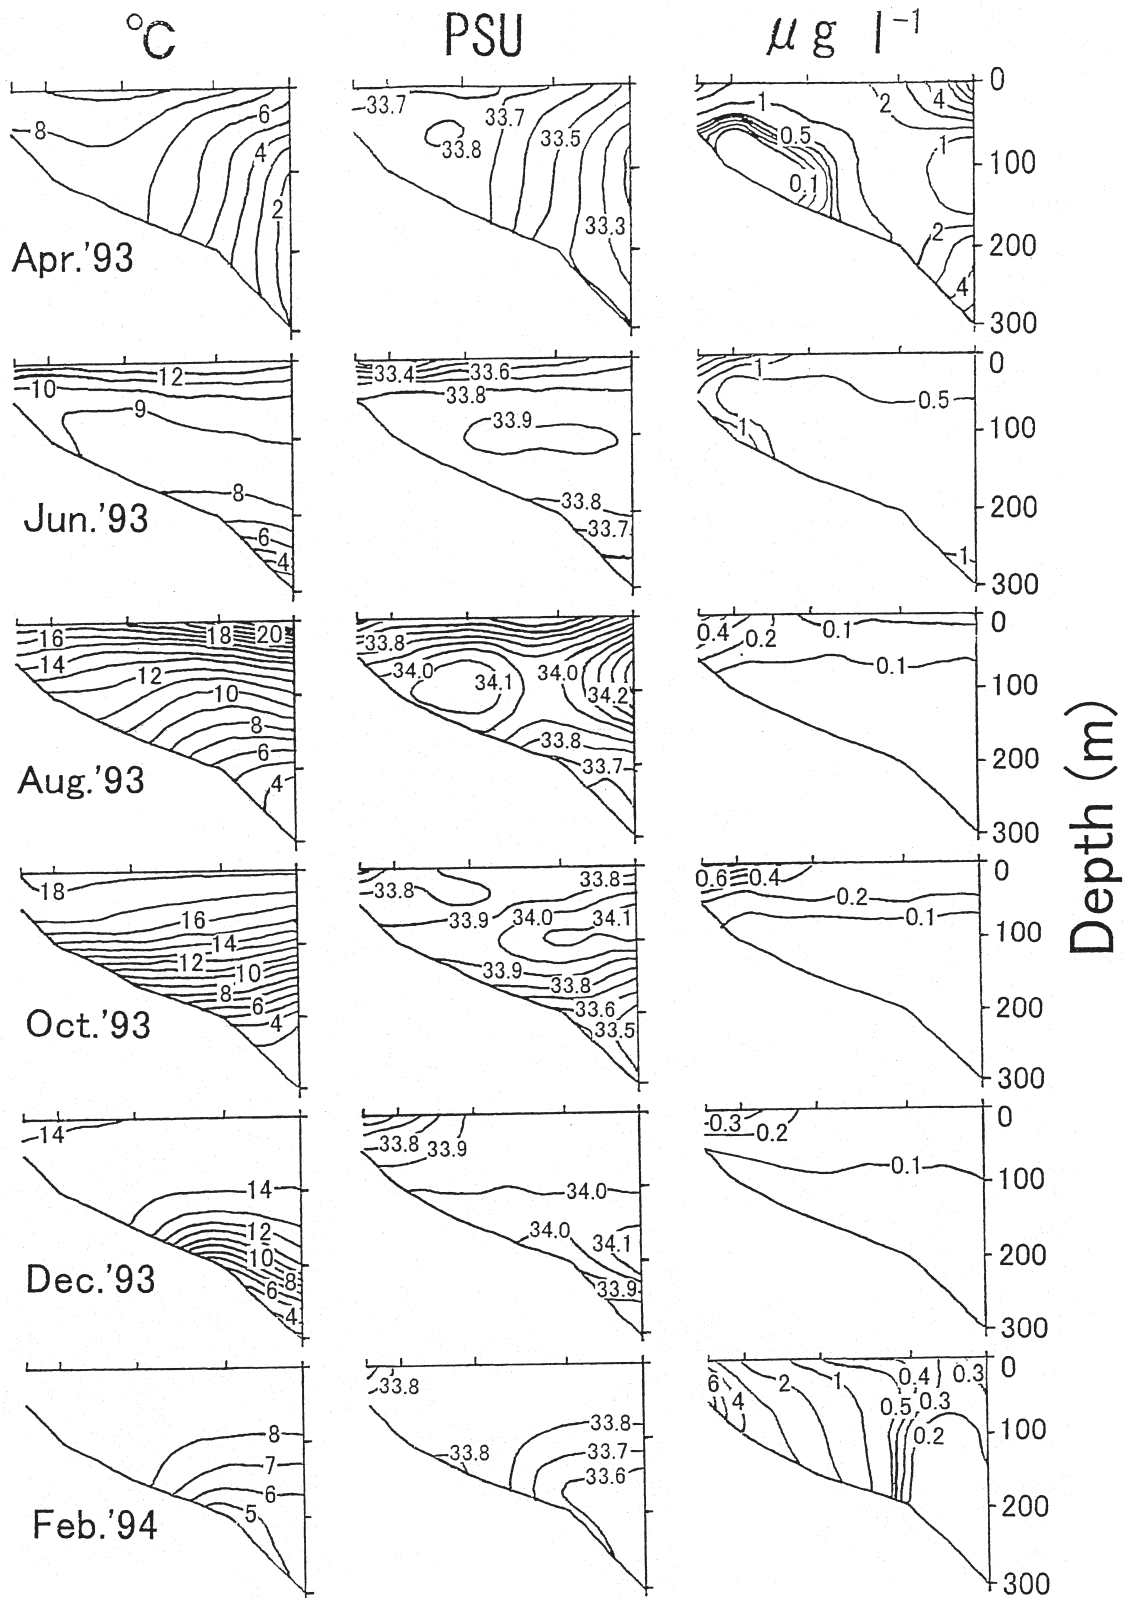 °C PSU μg l⁻¹
8 6 4 2
33.7 33.7 33.8 33.5 33.3
1 2 4 0.5 0.1 1 2 4
0 100 200 300
Apr.'93
10 12 9 8 6 4
33.4 33.6 33.8 33.9 33.8 33.7
1 0.5 1 1
0 100 200 300
Jun.'93
16 18 20 14 12 10 8 6 4
33.8 34.0 34.1 34.0 34.2 33.8 33.7
0.4 0.2 0.1 0.1
0 100 200 300
Aug.'93
Depth (m)
18 16 14 12 10 8 6 4
33.8 33.8 33.9 34.0 34.1 33.9 33.8 33.6 33.5
0.6 0.4 0.2 0.1
0 100 200 300
Oct.'93
14 14 12 10 8 6 4
33.8 33.9 34.0 34.0 34.1 33.9
0.3 0.2 0.1
0 100 200 300
Dec.'93
8 7 6 5
33.8 33.8 33.8 33.7 33.6
6 4 2 1 0.4 0.3 0.5 0.3 0.2
0 100 200 300
Feb.'94